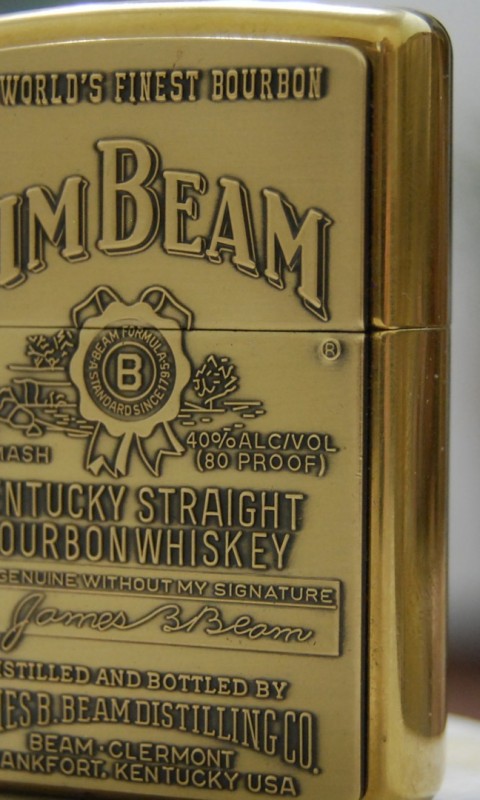 WORLD'S FINEST BOURBON
IM BEAM
A·BEAM FORMULA·
A·STANDARD SINCE 1795
B
®
MASH
40% ALC/VOL
(80 PROOF)
ENTUCKY STRAIGHT
OURBON WHISKEY
GENUINE WITHOUT MY SIGNATURE
James B. Beam
ISTILLED AND BOTTLED BY
MES B. BEAM DISTILLING CO.
BEAM·CLERMONT
ANKFORT, KENTUCKY USA